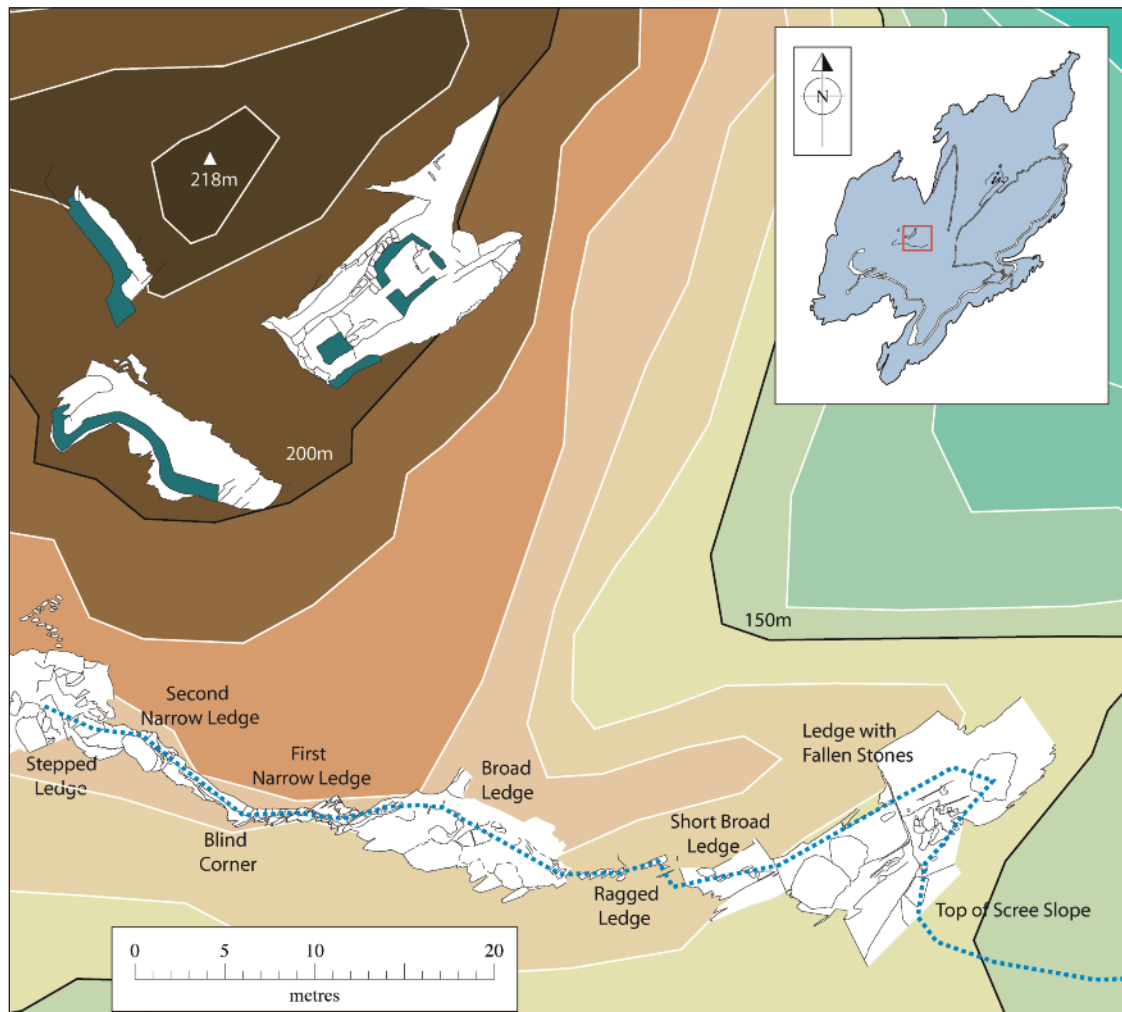 N
218m
200m
150m
Second
Narrow Ledge
Stepped
Ledge
First
Narrow Ledge
Blind
Corner
Broad
Ledge
Ragged
Ledge
Short Broad
Ledge
Ledge with
Fallen Stones
Top of Scree Slope
0 10 20
metres